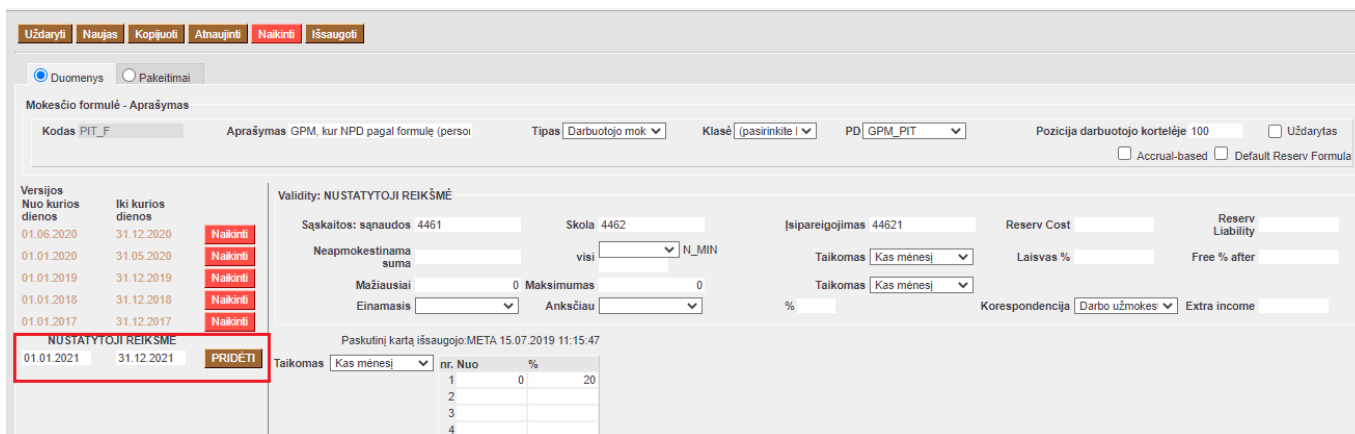 Uždaryti Naujas Kopijuoti Atnaujinti Naikinti Išsaugoti
Duomenys Pakeitimai
Mokesčio formulė - Aprašymas
Kodas PIT_F Aprašymas GPM, kur NPD pagal formulę (persoi Tipas Darbuotojo mok Klasė (pasirinkite l PD GPM_PIT Pozicija darbuotojo kortelėje 100 Uždarytas
Accrual-based Default Reserv Formula
Versijos
Nuo kurios dienos Iki kurios dienos
01.06.2020 31.12.2020 Naikinti
01.01.2020 31.05.2020 Naikinti
01.01.2019 31.12.2019 Naikinti
01.01.2018 31.12.2018 Naikinti
01.01.2017 31.12.2017 Naikinti
NUSTATYTOJI REIKŠMĖ
01.01.2021 31.12.2021 PRIDĖTI
Validity: NUSTATYTOJI REIKŠMĖ
Sąskaitos: sąnaudos 4461 Skola 4462 Įsipareigojimas 44621 Reserv Cost Reserv Liability
Neapmokestinama suma visi N_MIN Taikomas Kas mėnesį Laisvas % Free % after
Mažiausiai 0 Maksimumas 0 Taikomas Kas mėnesį
Einamasis Anksčiau % Korespondencija Darbo užmokest Extra income
Paskutinį kartą išsaugojo:META 15.07.2019 11:15:47
Taikomas Kas mėnesį nr. Nuo %
1 0 20
2
3
4